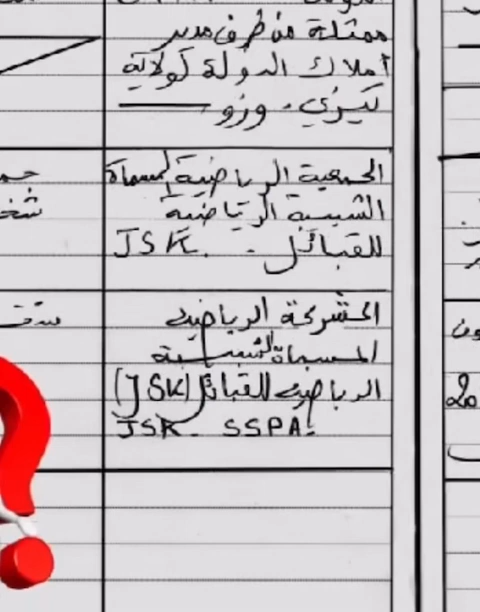 ممثلة من طرف مدير
أملاك الدولة لولاية
تيزي. وزو
الجمعية الرياضية المسماة
الشبيبة الرياضية
للقبائل. JSK.
الشركة الرياضية
المسماة الشبيبة
الرياضية للقبائل (JSK)
JSK. SSPA.